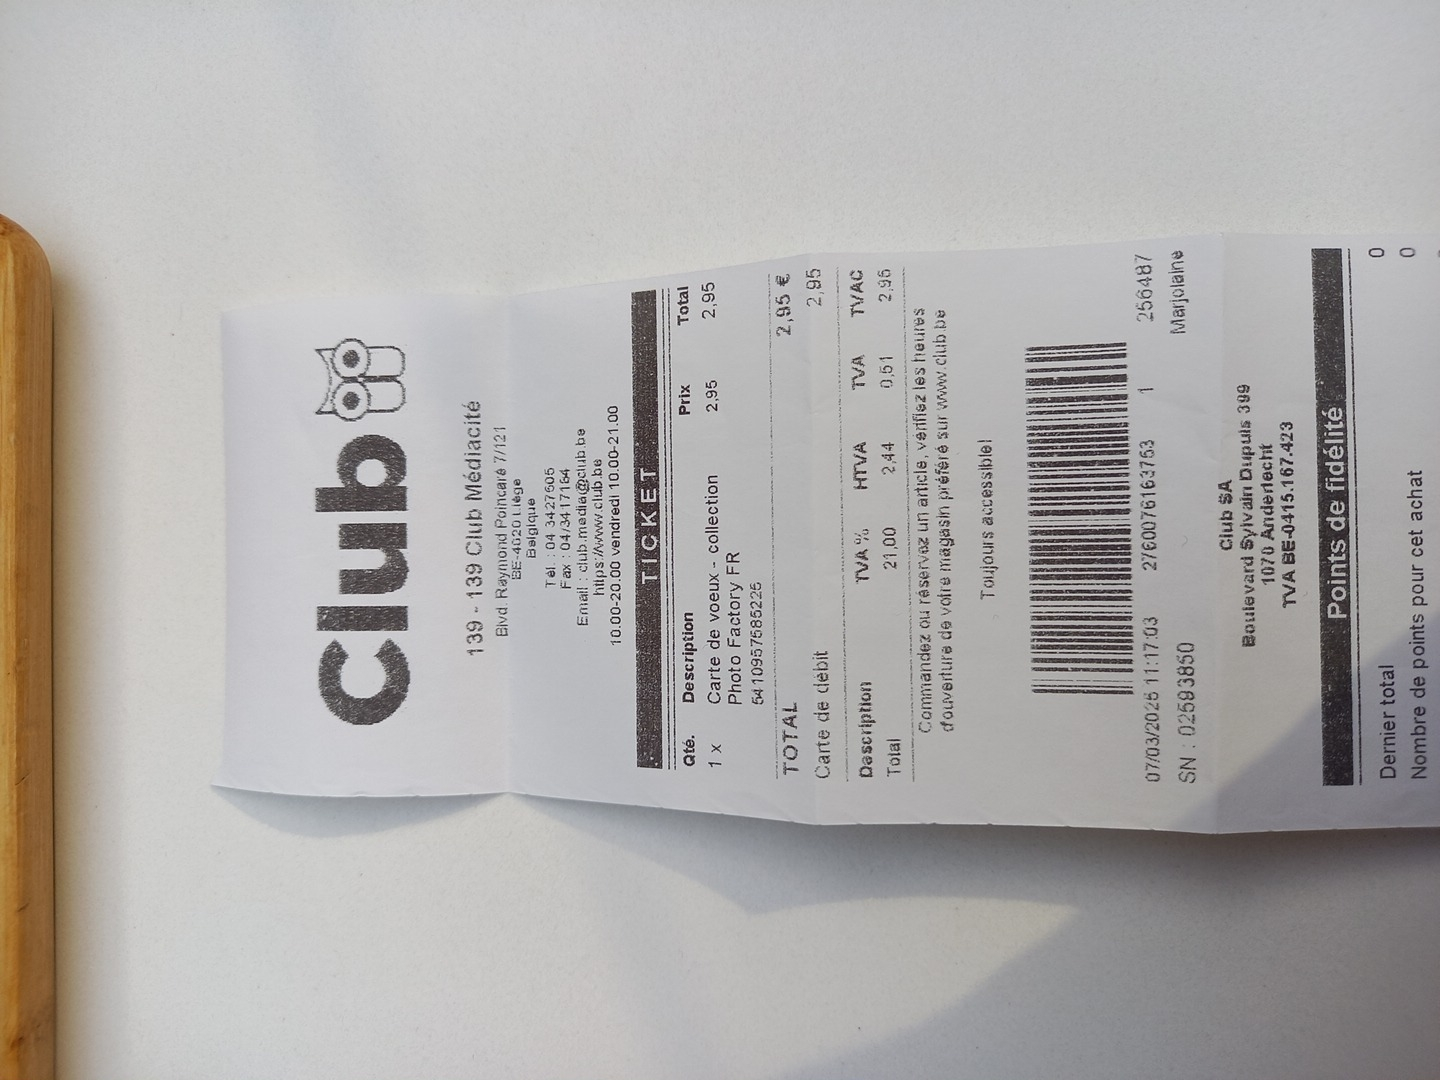 Club
139 - 139 Club Médiacité
Blvd. Raymond Poincaré 7/121
BE-4020 Liège
Belgique
Tél. : 04 3427605
Fax : 04/3417164
Email : club.media@club.be
https://www.club.be
10.00-20.00 vendredi 10.00-21.00
TICKET
Qté. Description Prix Total
1 x Carte de voeux - collection 2,95 2,95
Photo Factory FR
5410957585225
TOTAL 2,95 €
Carte de débit 2,95
Description TVA % HTVA TVA TVAC
Total 21,00 2,44 0,51 2,95
Commandez ou réservez un article, vérifiez les heures
d'ouverture de votre magasin préféré sur www.club.be
Toujours accessible!
07/03/2025 11:17:03 2760076163763 1 256487
SN : 02593850 Marjolaine
Club SA
Boulevard Sylvain Dupuis 399
1070 Anderlecht
TVA BE-0415.167.423
Points de fidélité
Dernier total 0
Nombre de points pour cet achat 0